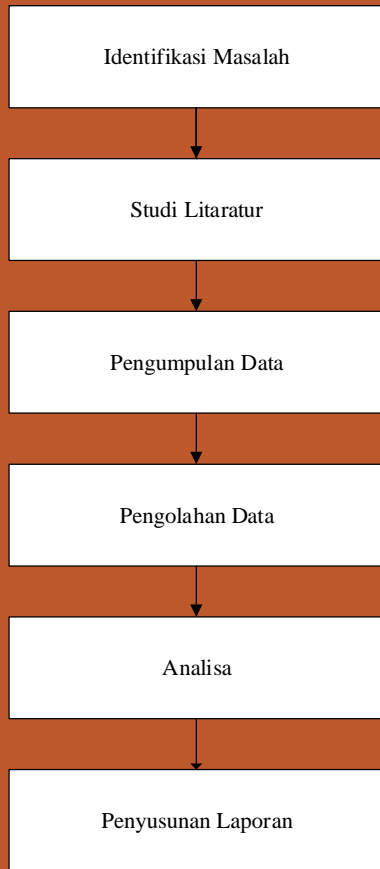 Identifikasi Masalah
Studi Litaratur
Pengumpulan Data
Pengolahan Data
Analisa
Penyusunan Laporan